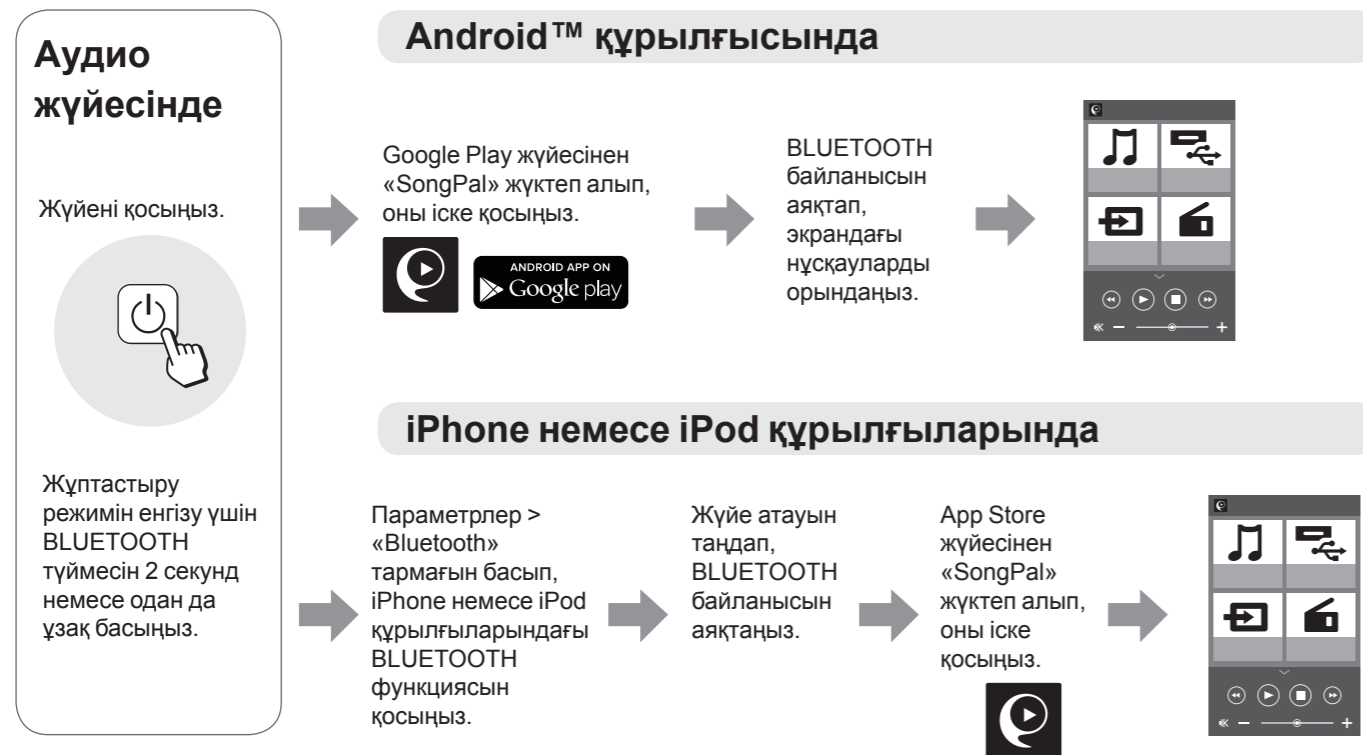 Аудио
жүйесінде
Жүйені қосыңыз.
Жұптастыру
режимін енгізу үшін
BLUETOOTH
түймесін 2 секунд
немесе одан да
ұзақ басыңыз.
Android™ құрылғысында
Google Play жүйесінен
«SongPal» жүктеп алып,
оны іске қосыңыз.
ANDROID APP ON
Google play
BLUETOOTH
байланысын
аяқтап,
экрандағы
нұсқауларды
орындаңыз.
iPhone немесе iPod құрылғыларында
Параметрлер >
«Bluetooth»
тармағын басып,
iPhone немесе iPod
құрылғыларындағы
BLUETOOTH
функциясын
қосыңыз.
Жүйе атауын
таңдап,
BLUETOOTH
байланысын
аяқтаңыз.
App Store
жүйесінен
«SongPal»
жүктеп алып,
оны іске
қосыңыз.